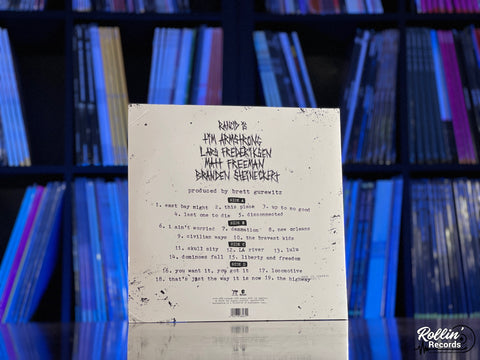 RANCID IS
TIM ARMSTRONG
LARS FREDERIKSEN
MATT FREEMAN
BRANDEN STEINECKERT
produced by brett gurewitz
SIDE A
1. east bay night 2. this place 7. up to no good
4. last one to die 5. disconnected
SIDE B
6. i ain't worried 7. damnation 8. new orleans
9. civilian ways 10. the bravest kids
SIDE C
11. skull city 12. LA river 13. lulu
14. dominoes fall 15. liberty and freedom
SIDE D
16. you want it, you got it 17. locomotive
18. that's just the way it is now 19. the highway
Rollin'
Records